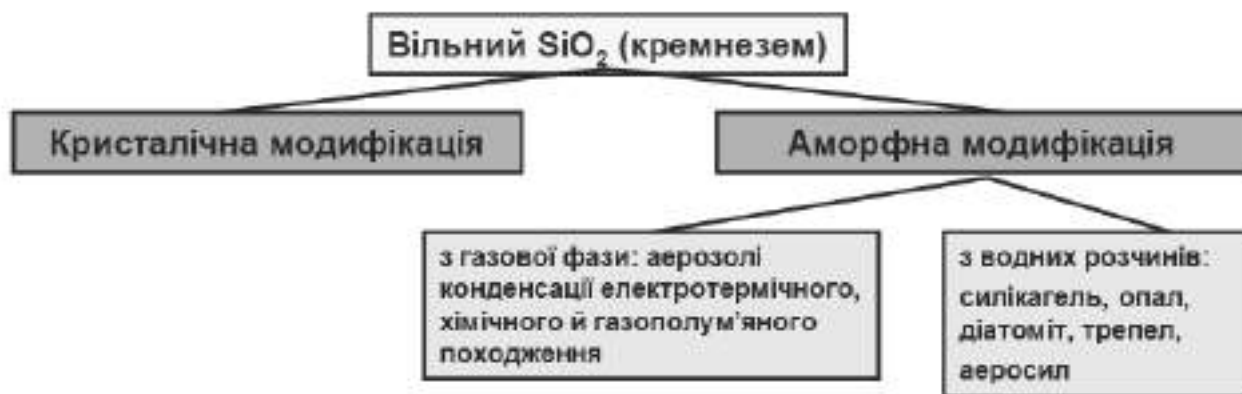 Вільний SiO₂ (кремнезем)
Кристалічна модифікація
Аморфна модифікація
з газової фази: аерозолі
конденсації електротермічного,
хімічного й газополум'яного
походження
з водних розчинів:
силікагель, опал,
діатоміт, трепел,
аеросил